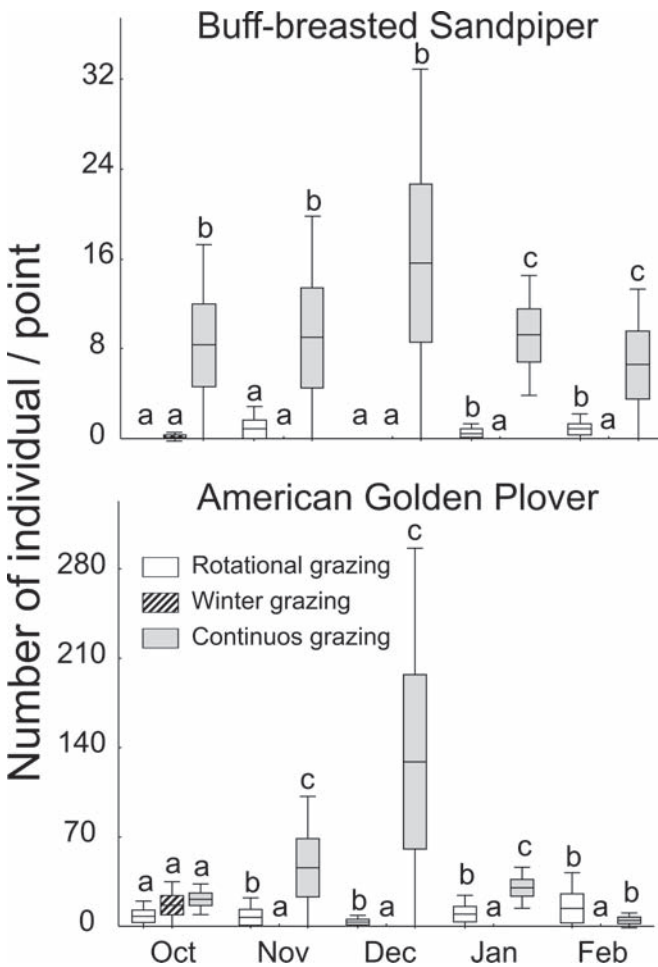 Buff-breasted Sandpiper
32
24
16
8
0
a a b
a a b
a a b
b a c
b a c
Number of individual / point
American Golden Plover
Rotational grazing
Winter grazing
Continuos grazing
280
210
140
70
0
a a a
b a c
b a c
b a c
b a b
Oct Nov Dec Jan Feb